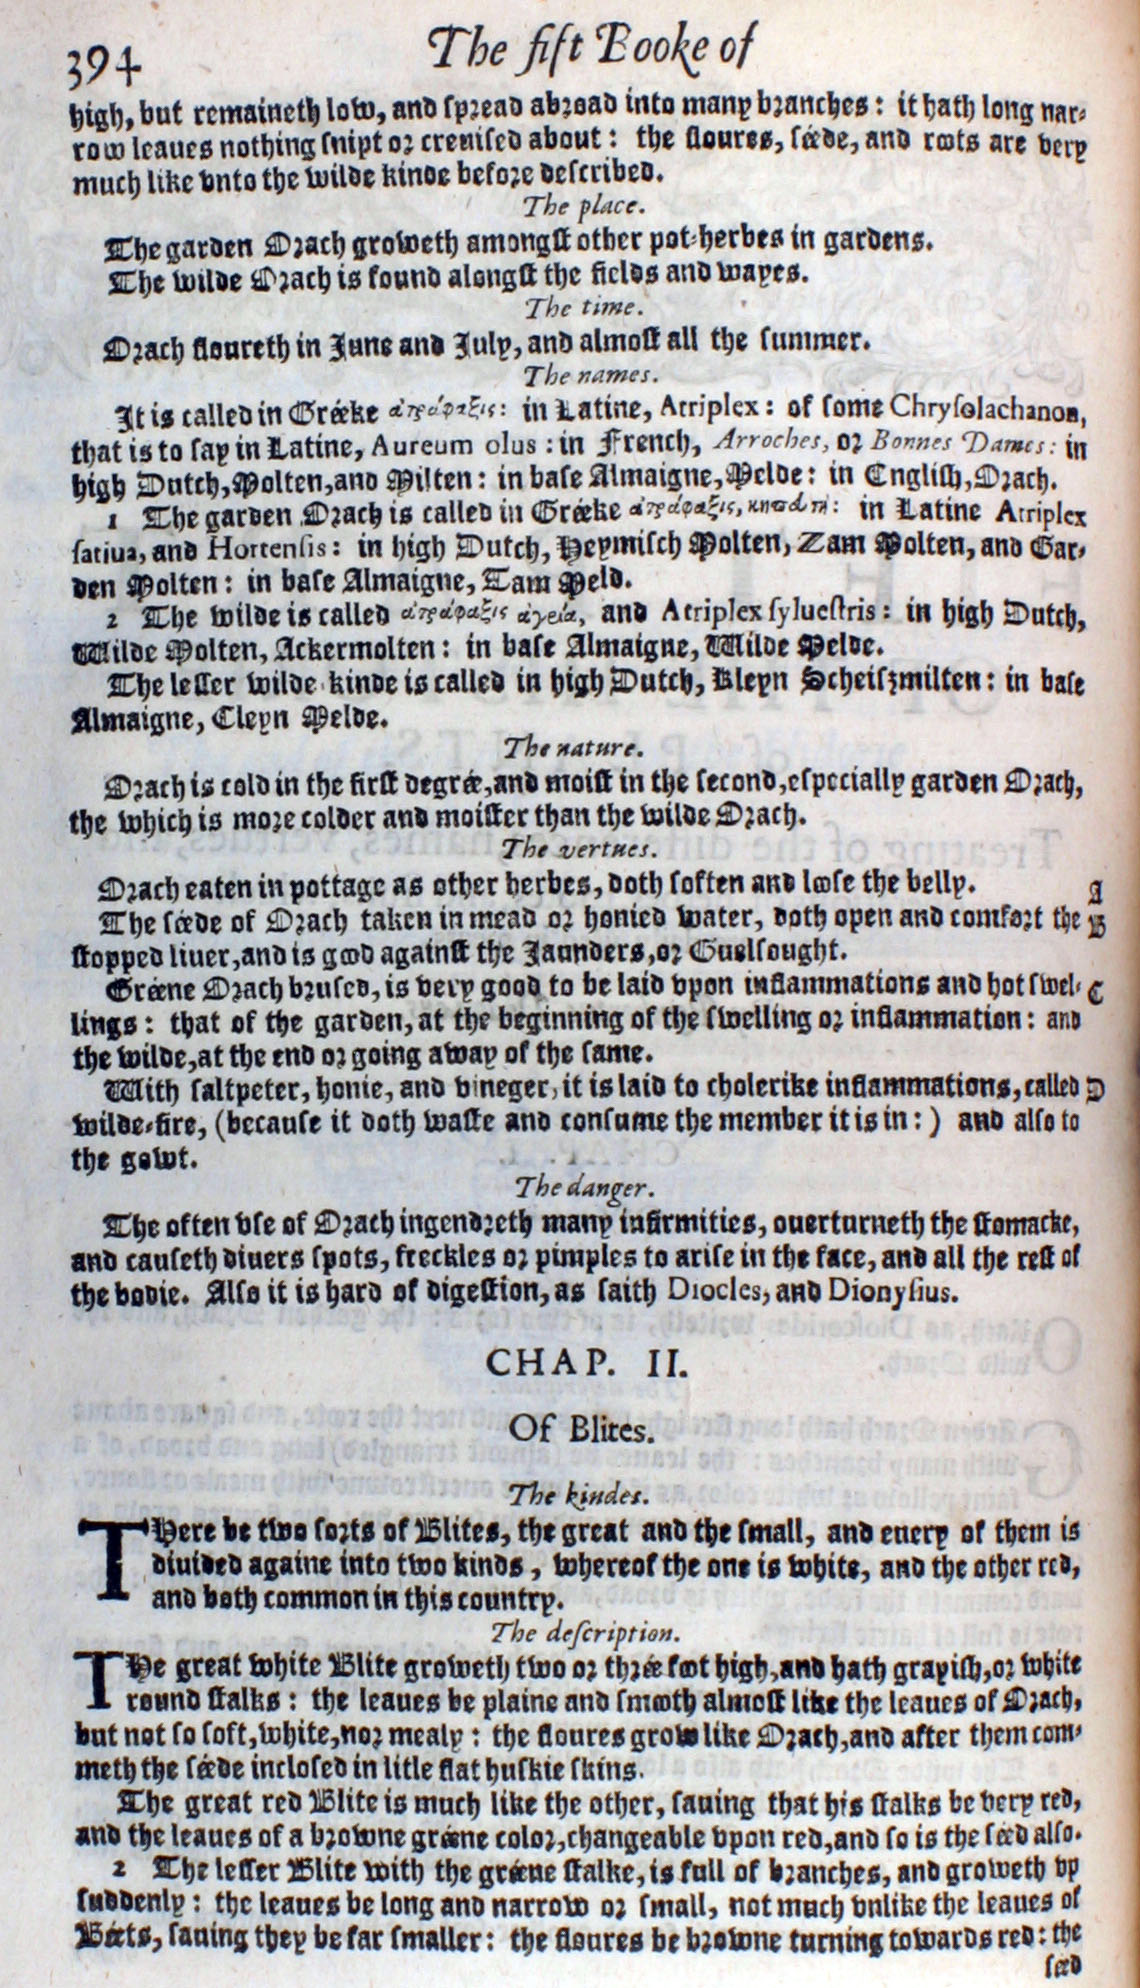 394 The fift Booke of
high, but remaineth low, and spread abroad into many branches: it hath long nar-
row leaues nothing snipt or creuised about: the floures, séede, and roots are very
much like vnto the wilde kinde before described.
The place.
The garden Orach groweth amongst other pot-herbes in gardens.
The wilde Orach is found alongst the fields and wayes.
The time.
Orach floureth in June and July, and almost all the summer.
The names.
It is called in Gréeke ἀτράφαξις: in Latine, Atriplex: of some Chrysolachanon,
that is to say in Latine, Aureum olus: in French, Arroches, or Bonnes Dames: in
high Dutch, Molten, and Milten: in base Almaigne, Melde: in English, Orach.
1 The garden Orach is called in Gréeke ἀτράφαξις, κηπαία: in Latine Atriplex
satiua, and Hortensis: in high Dutch, Heymisch Molten, Zam Molten, and Gar-
den Molten: in base Almaigne, Tam Meld.
2 The wilde is called ἀτράφαξις ἀγεία, and Atriplex syluestris: in high Dutch,
Wilde Molten, Ackermolten: in base Almaigne, Wilde Melde.
The lesser wilde kinde is called in high Dutch, Kleyn Scheiszmilten: in base
Almaigne, Cleyn Melde.
The nature.
Orach is cold in the first degrée, and moist in the second, especially garden Orach,
the which is more colder and moister than the wilde Orach.
The vertues.
Orach eaten in pottage as other herbes, doth soften and loose the belly. A
The séede of Orach taken in mead or honied water, doth open and comfort the B
stopped liuer, and is good against the Jaunders, or Guelsought.
Gréene Orach brused, is very good to be laid vpon inflammations and hot swel- C
lings: that of the garden, at the beginning of the swelling or inflammation: and
the wilde, at the end or going away of the same.
With saltpeter, honie, and vineger, it is laid to cholerike inflammations, called D
wilde-fire, (because it doth waste and consume the member it is in:) and also to
the gowt.
The danger.
The often vse of Orach ingendreth many infirmities, ouerturneth the stomacke,
and causeth diuers spots, freckles or pimples to arise in the face, and all the rest of
the bodie. Also it is hard of digestion, as saith Diocles, and Dionysius.
CHAP. II.
Of Blites.
The kindes.
THere be two sorts of Blites, the great and the small, and euery of them is
diuided againe into two kinds, whereof the one is white, and the other red,
and both common in this country.
The description.
THe great white Blite groweth two or thrée foot high, and hath grayish, or white
round stalks: the leaues be plaine and smooth almost like the leaues of Orach,
but not so soft, white, nor mealy: the floures grow like Orach, and after them com-
meth the séede inclosed in litle flat huskie skins.
The great red Blite is much like the other, sauing that his stalks be very red,
and the leaues of a browne gréene color, changeable vpon red, and so is the séed also.
2 The lesser Blite with the gréene stalke, is full of branches, and groweth vp
suddenly: the leaues be long and narrow or small, not much vnlike the leaues of
Béets, sauing they be far smaller: the floures be browne turning towards red: the
séed